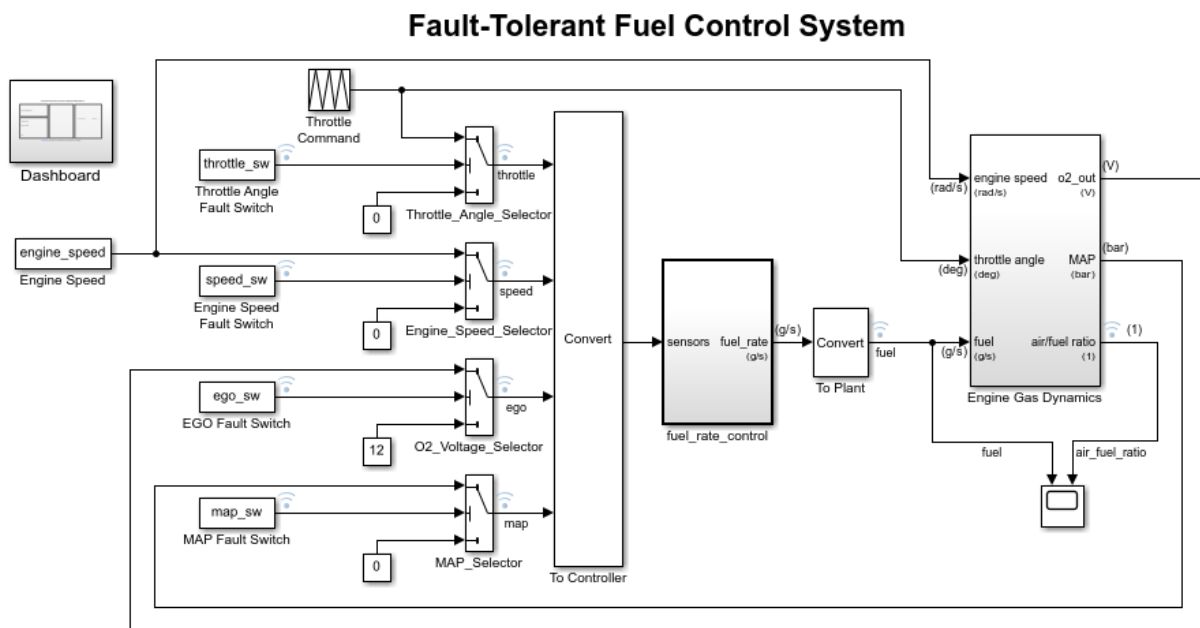 Fault-Tolerant Fuel Control System
Dashboard
Throttle
Command
throttle_sw
Throttle Angle
Fault Switch
0
throttle
Throttle_Angle_Selector
engine_speed
Engine Speed
speed_sw
Engine Speed
Fault Switch
0
speed
Engine_Speed_Selector
ego_sw
EGO Fault Switch
12
ego
O2_Voltage_Selector
map_sw
MAP Fault Switch
0
map
MAP_Selector
Convert
To Controller
sensors
fuel_rate
(g/s)
fuel_rate_control
(g/s)
Convert
To Plant
fuel
(rad/s)
(deg)
(g/s)
engine speed
(rad/s)
o2_out
(V)
throttle angle
(deg)
MAP
(bar)
fuel
(g/s)
air/fuel ratio
(1)
Engine Gas Dynamics
(V)
(bar)
(1)
fuel
air_fuel_ratio